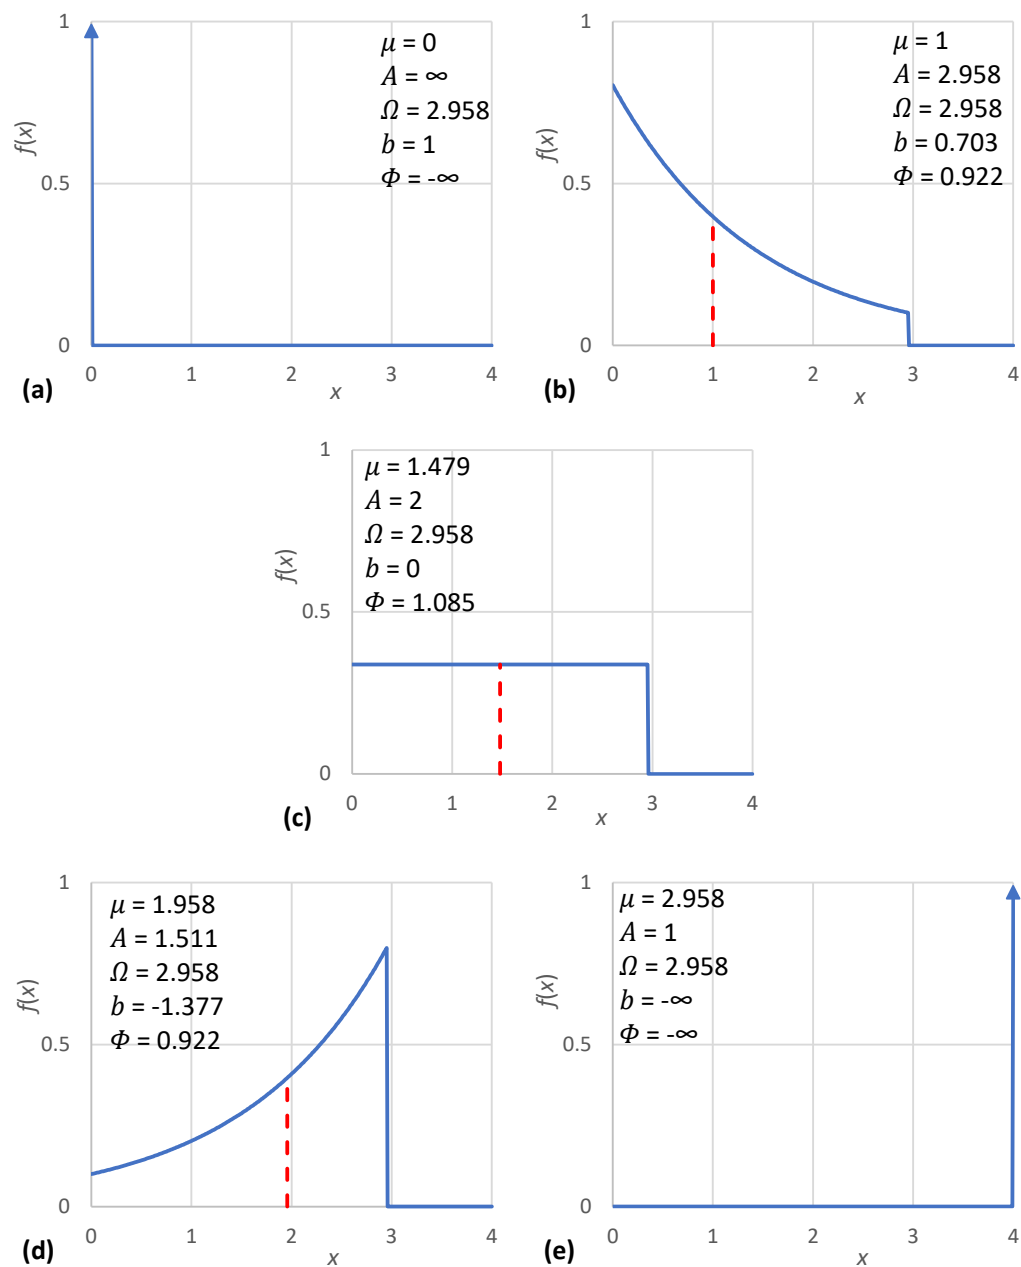 1
μ = 0
A = ∞
Ω = 2.958
b = 1
Φ = -∞
f(x)
0.5
0
0 1 2 3 4
x
(a)
1
μ = 1
A = 2.958
Ω = 2.958
b = 0.703
Φ = 0.922
f(x)
0.5
0
0 1 2 3 4
x
(b)
1
μ = 1.479
A = 2
Ω = 2.958
b = 0
Φ = 1.085
f(x)
0.5
0
0 1 2 3 4
x
(c)
1
μ = 1.958
A = 1.511
Ω = 2.958
b = -1.377
Φ = 0.922
f(x)
0.5
0
0 1 2 3 4
x
(d)
1
μ = 2.958
A = 1
Ω = 2.958
b = -∞
Φ = -∞
f(x)
0.5
0
0 1 2 3 4
x
(e)